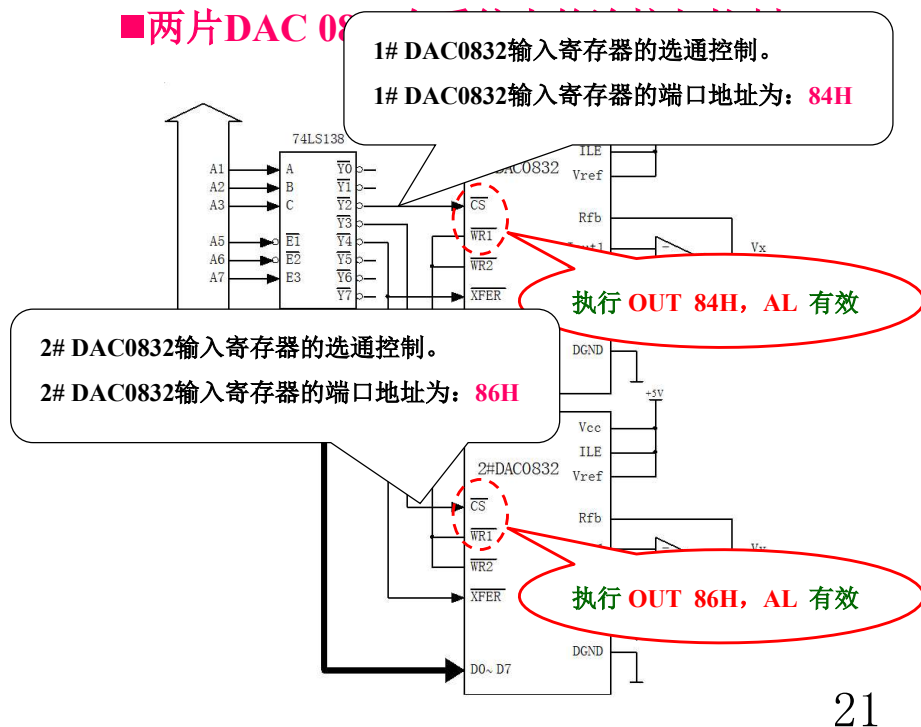 ■两片DAC 08
1# DAC0832输入寄存器的选通控制。
1# DAC0832输入寄存器的端口地址为：84H
74LS138
A1
A2
A3
A5
A6
A7
A
B
C
E1
E2
E3
Y0
Y1
Y2
Y3
Y4
Y5
Y6
Y7
DAC0832
ILE
Vref
CS
Rfb
WR1
Vx
WR2
XFER
执行 OUT 84H，AL 有效
DGND
2# DAC0832输入寄存器的选通控制。
2# DAC0832输入寄存器的端口地址为：86H
+5V
Vcc
ILE
2#DAC0832
Vref
CS
Rfb
WR1
WR2
XFER
执行 OUT 86H，AL 有效
DGND
D0~D7
21